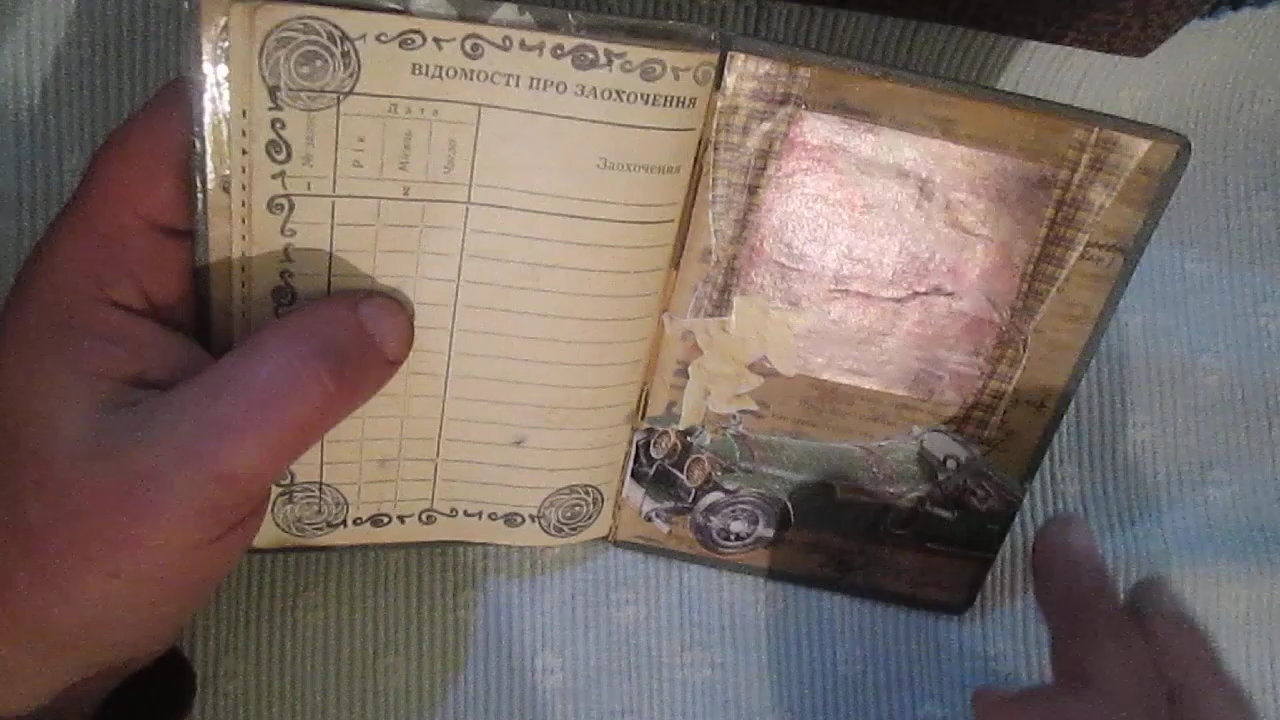 ВІДОМОСТІ ПРО ЗАОХОЧЕННЯ
Дата
Рік
Місяць
Число
Заохочення